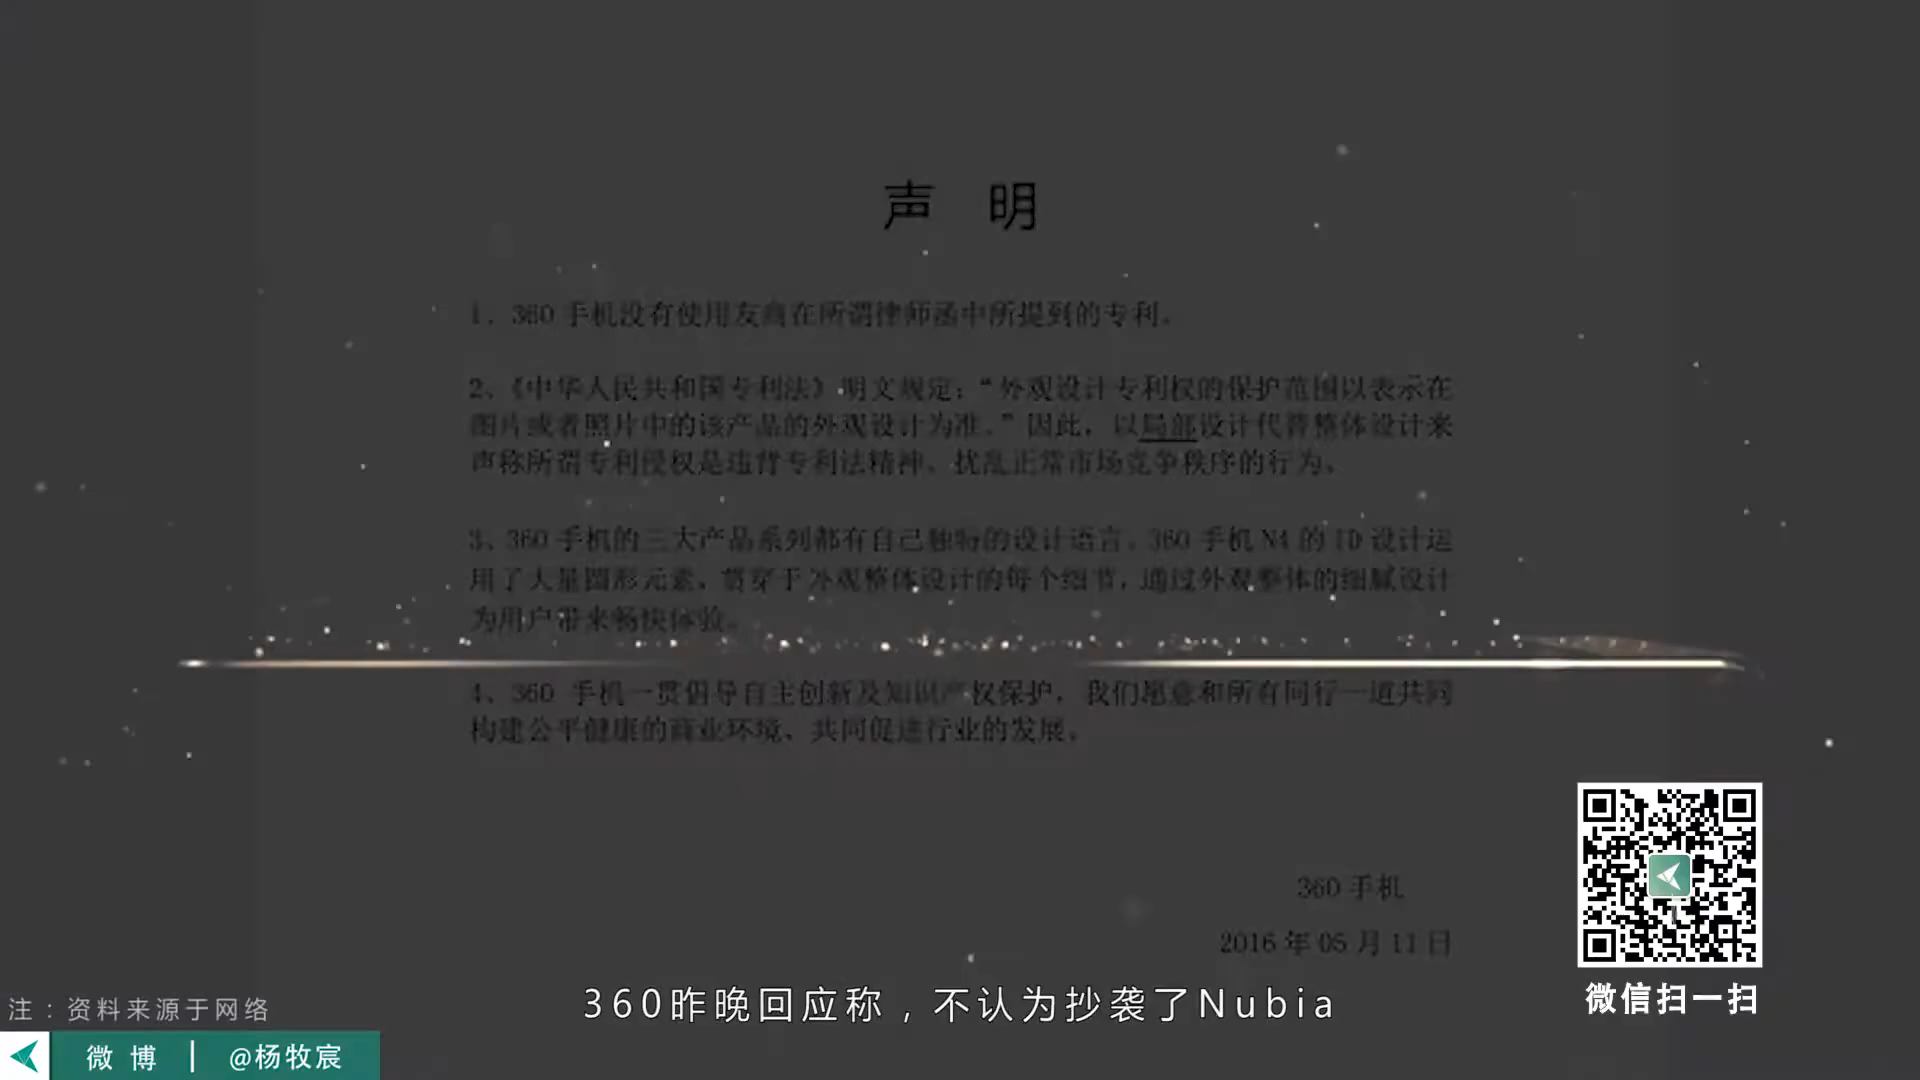 声 明
1、360 手机没有使用友商在所谓律师函中所提到的专利。
2、《中华人民共和国专利法》明文规定：“外观设计专利权的保护范围以表示在
图片或者照片中的该产品的外观设计为准。”因此，以局部设计代替整体设计来
声称所谓专利侵权是违背专利法精神、扰乱正常市场竞争秩序的行为。
3、360 手机的三大产品系列都有自己独特的设计语言。360 手机 N4 的 ID 设计运
用了大量圆形元素，贯穿于外观整体设计的每个细节，通过外观整体的细腻设计
为用户带来畅快体验。
4、360 手机一贯倡导自主创新及知识产权保护，我们愿意和所有同行一道共同
构建公平健康的商业环境、共同促进行业的发展。
360 手机
2016 年 05 月 11 日
360昨晚回应称，不认为抄袭了Nubia
微信扫一扫
注：资料来源于网络
微 博 | @杨牧宸